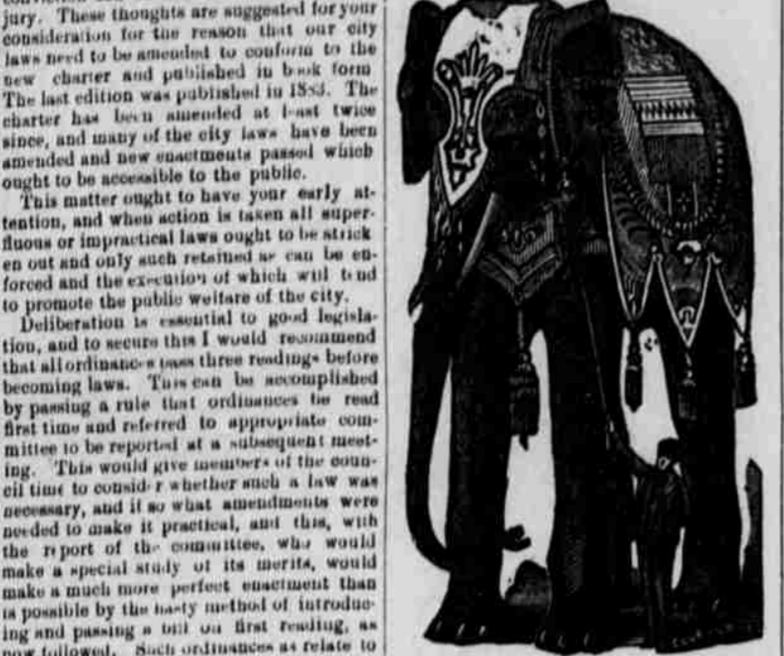 jury. These thoughts are suggested for your
consideration for the reason that our city
laws need to be amended to conform to the
new charter and published in book form
The last edition was published in 1883. The
charter has been amended at least twice
since, and many of the city laws have been
amended and new enactments passed which
ought to be accessible to the public.
This matter ought to have your early at-
tention, and when action is taken all super-
fluous or impractical laws ought to be strick
en out and only such retained as can be en-
forced and the execution of which will tend
to promote the public welfare of the city.
Deliberation is essential to good legisla-
tion, and to secure this I would recommend
that all ordinances pass three readings before
becoming laws. This can be accomplished
by passing a rule that ordinances be read
first time and referred to appropriate com-
mittee to be reported at a subsequent meet-
ing. This would give members of the coun-
cil time to consider whether such a law was
necessary, and if so what amendments were
needed to make it practical, and this, with
the report of the committee, who would
make a special study of its merits, would
make a much more perfect enactment than
is possible by the hasty method of introduc-
ing and passing a bill on first reading, as
now followed. Such ordinances as relate to